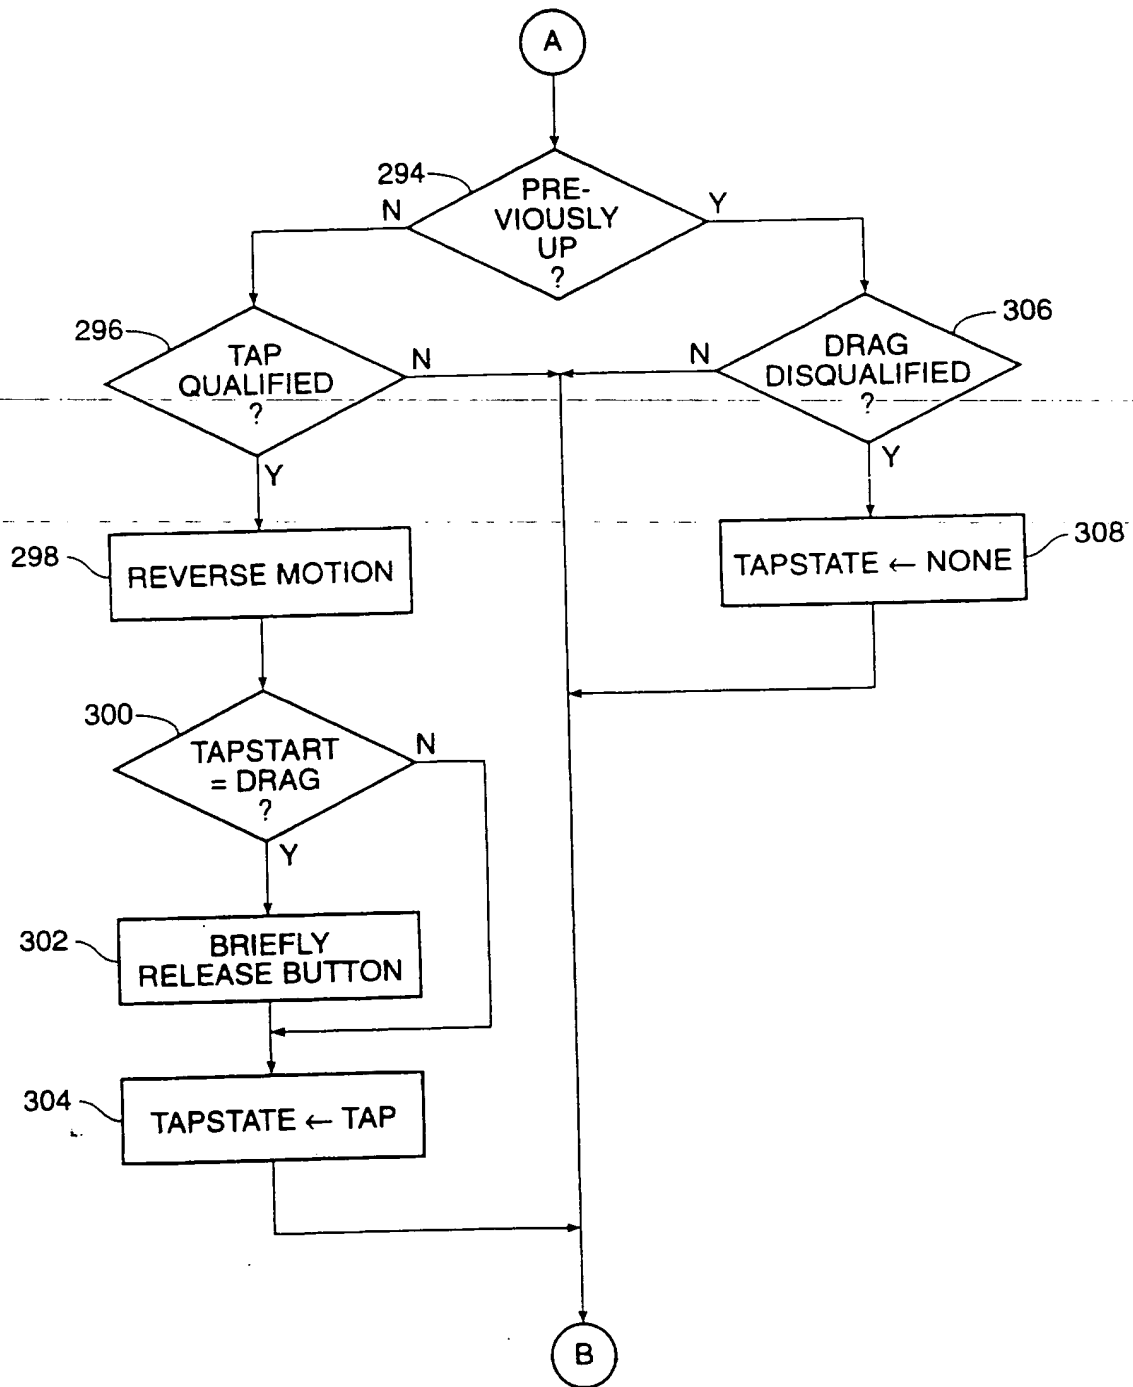 A
294
PRE-
VIOUSLY
UP
?
N
Y
296
TAP
QUALIFIED
?
N
Y
306
DRAG
DISQUALIFIED
?
N
Y
298
REVERSE MOTION
TAPSTATE ← NONE
308
300
TAPSTART
= DRAG
?
N
Y
302
BRIEFLY
RELEASE BUTTON
304
TAPSTATE ← TAP
B